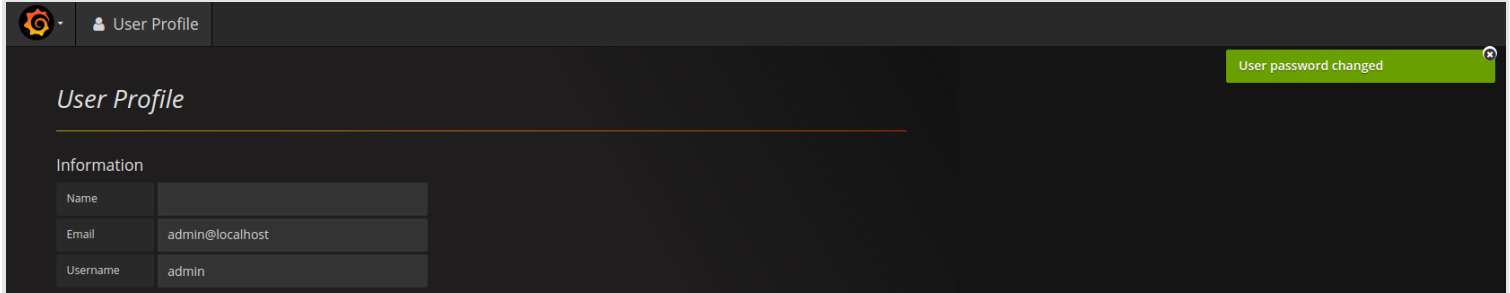 User Profile
User password changed
User Profile
Information
Name
Email admin@localhost
Username admin